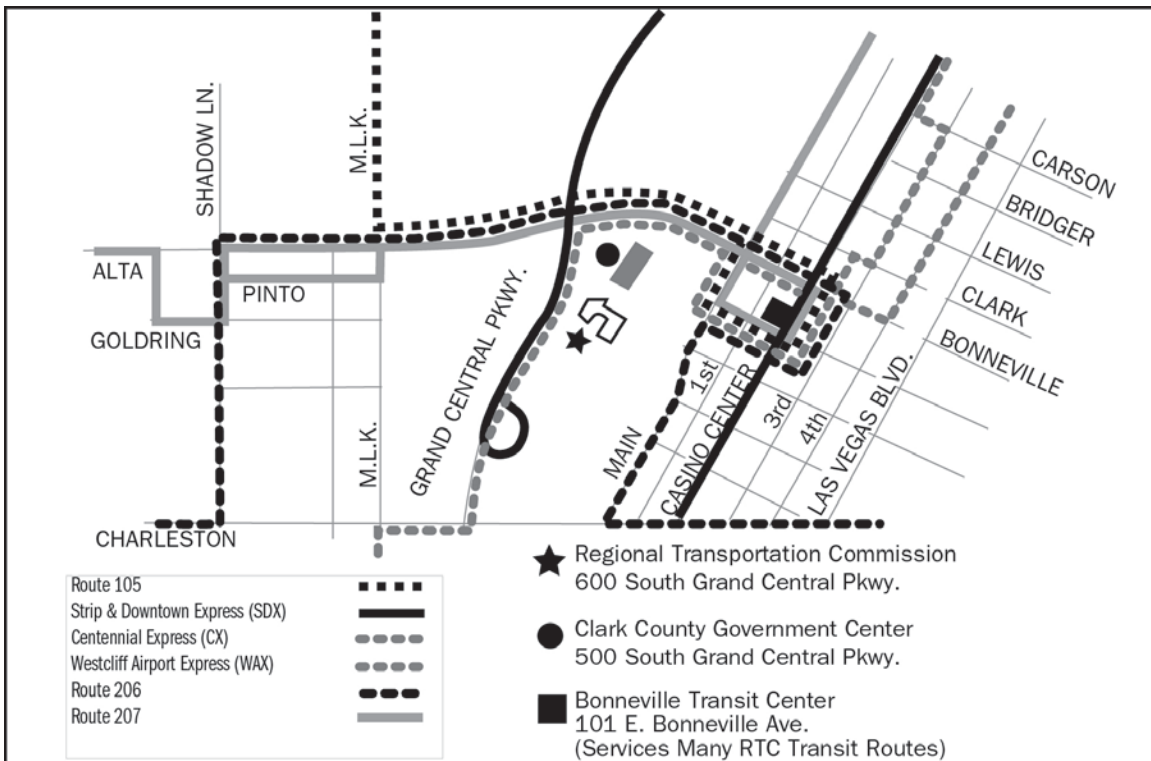 SHADOW LN.
M.L.K.
CARSON
BRIDGER
LEWIS
CLARK
BONNEVILLE
ALTA
PINTO
GOLDRING
GRAND CENTRAL PKWY.
M.L.K.
MAIN
1st
CASINO CENTER
3rd
4th
LAS VEGAS BLVD.
CHARLESTON
Route 105
Strip & Downtown Express (SDX)
Centennial Express (CX)
Westcliff Airport Express (WAX)
Route 206
Route 207
Regional Transportation Commission
600 South Grand Central Pkwy.
Clark County Government Center
500 South Grand Central Pkwy.
Bonneville Transit Center
101 E. Bonneville Ave.
(Services Many RTC Transit Routes)